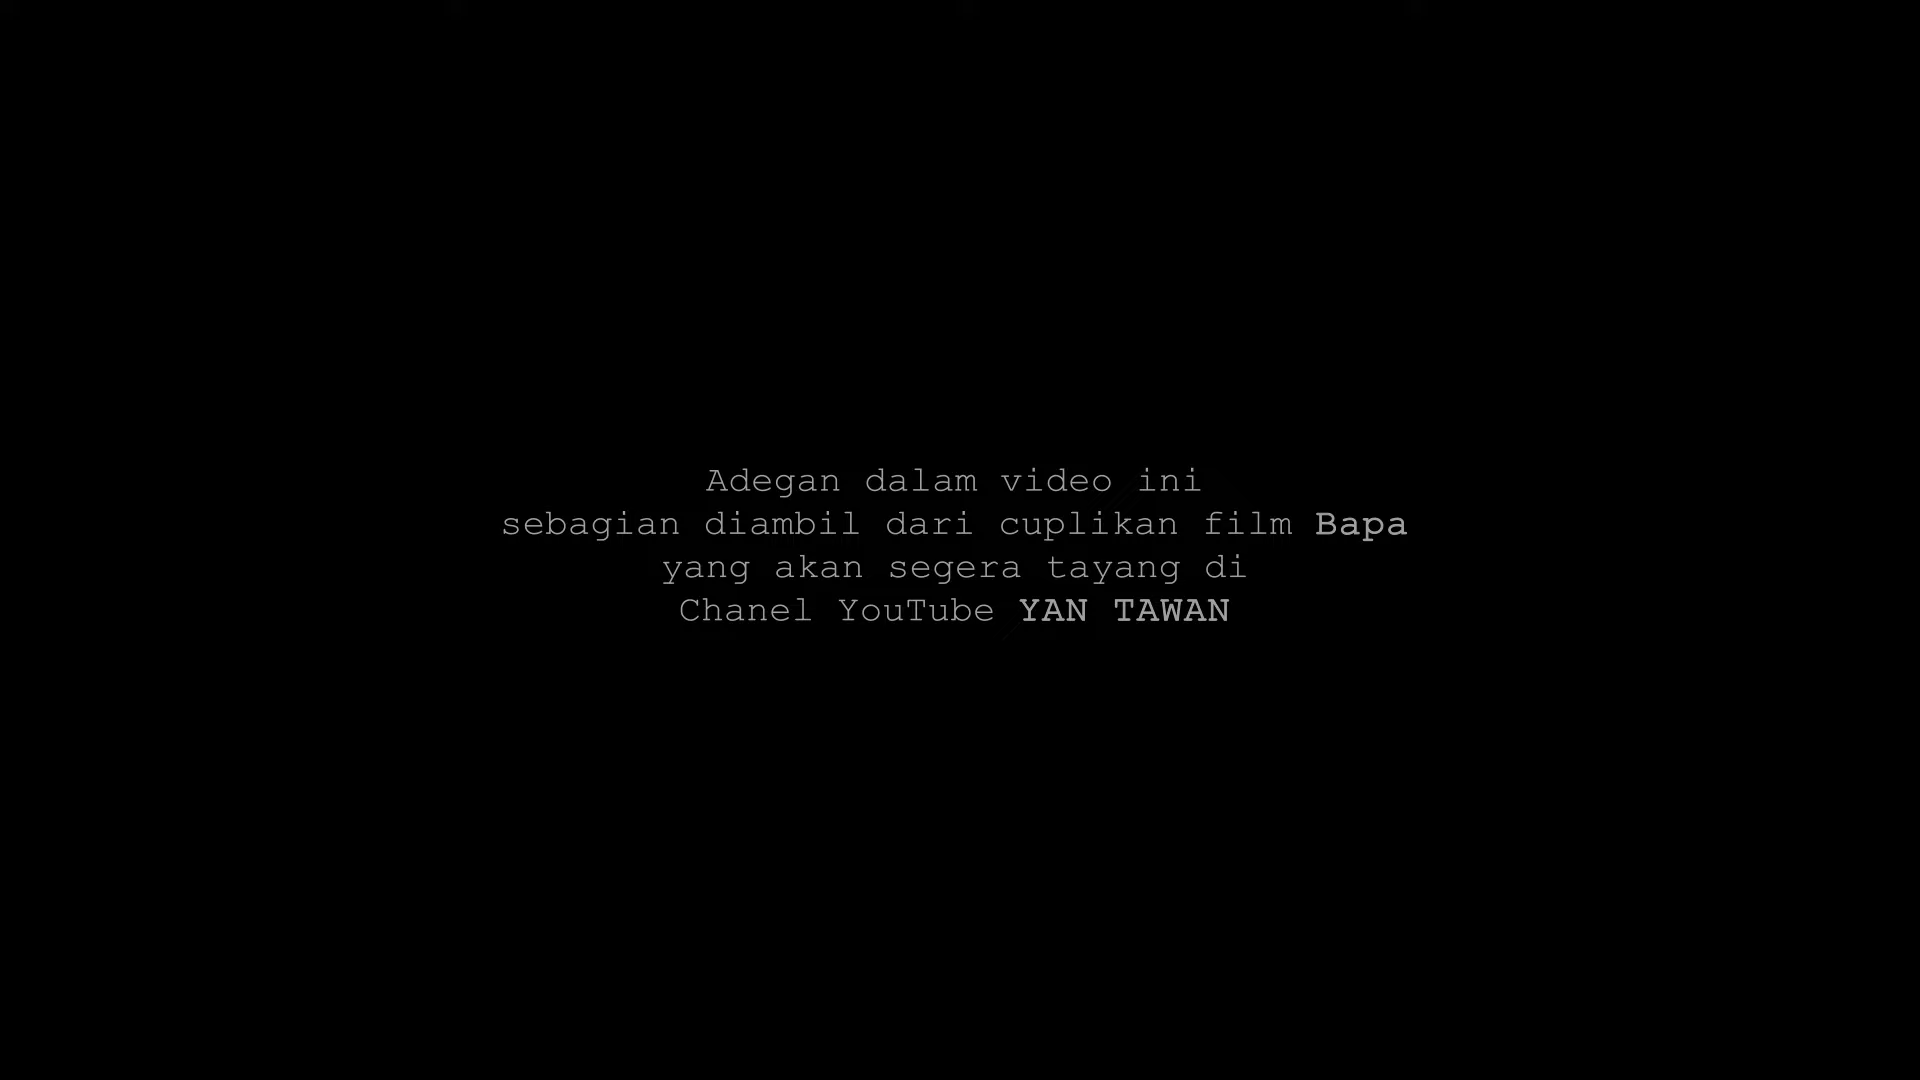 Adegan dalam video ini
sebagian diambil dari cuplikan film Bapa
yang akan segera tayang di
Chanel YouTube YAN TAWAN